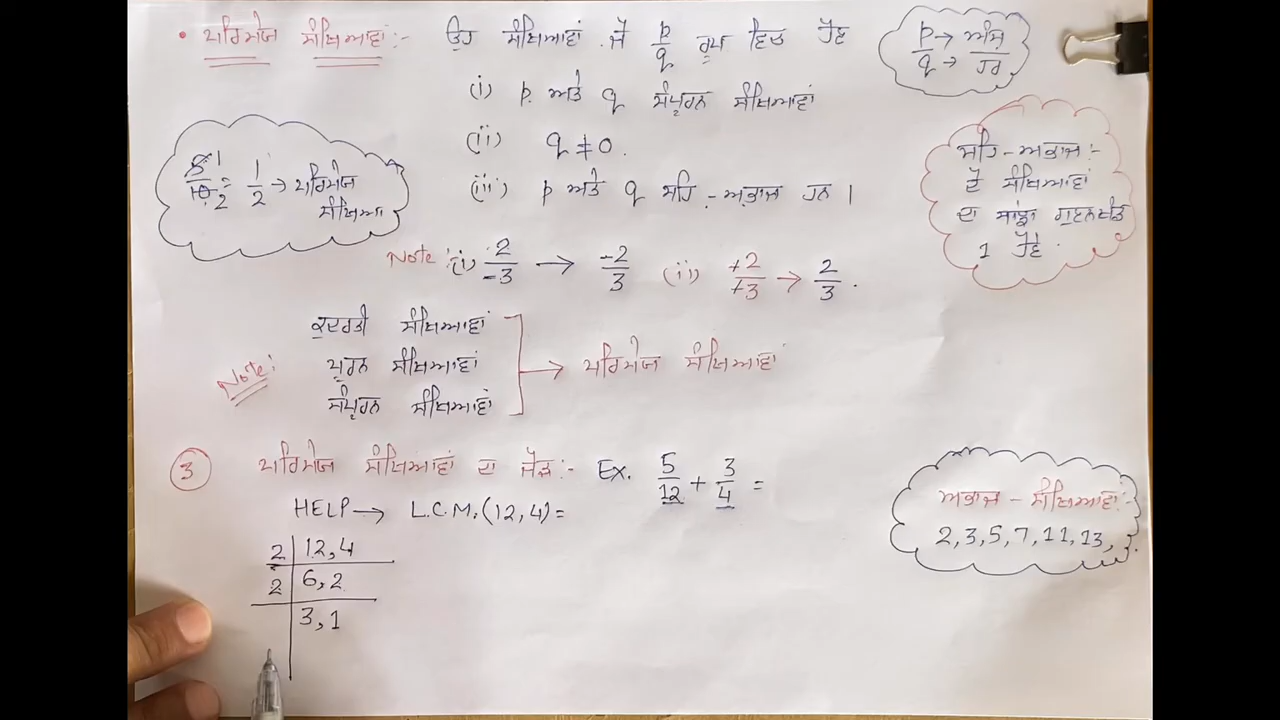 • ਪਰਿਮੇਯ ਸੰਖਿਆਵਾਂ:- ਉਹ ਸੰਖਿਆਵਾਂ ਜੋ p/q ਰੂਪ ਵਿਚ ਹੋਣ
p → ਅੰਸ਼
q → ਹਰ
(i) p ਅਤੇ q ਸੰਪੂਰਨ ਸੰਖਿਆਵਾਂ
(ii) q ≠ 0.
(iii) p ਅਤੇ q ਸਹਿ-ਅਭਾਜ ਹਨ।
5/10 = 1/2 → ਪਰਿਮੇਯ
ਸੰਖਿਆ
ਸਹਿ-ਅਭਾਜ:-
ਦੋ ਸੰਖਿਆਵਾਂ
ਦਾ ਸਾਂਝਾ ਗੁਣਨਖੰਡ
1 ਹੋਵੇ
Note: (i) 2/-3 → -2/3 (ii) +2/+3 → 2/3.
ਕੁਦਰਤੀ ਸੰਖਿਆਵਾਂ
Note: ਪੂਰਨ ਸੰਖਿਆਵਾਂ → ਪਰਿਮੇਯ ਸੰਖਿਆਵਾਂ
ਸੰਪੂਰਨ ਸੰਖਿਆਵਾਂ
3 ਪਰਿਮੇਯ ਸੰਖਿਆਵਾਂ ਦਾ ਜੋੜ:- Ex. 5/12 + 3/4 =
HELP → L.C.M.(12,4)=
2 | 12,4
2 | 6,2
3,1
ਅਭਾਜ-ਸੰਖਿਆਵਾਂ:-
2,3,5,7,11,13,